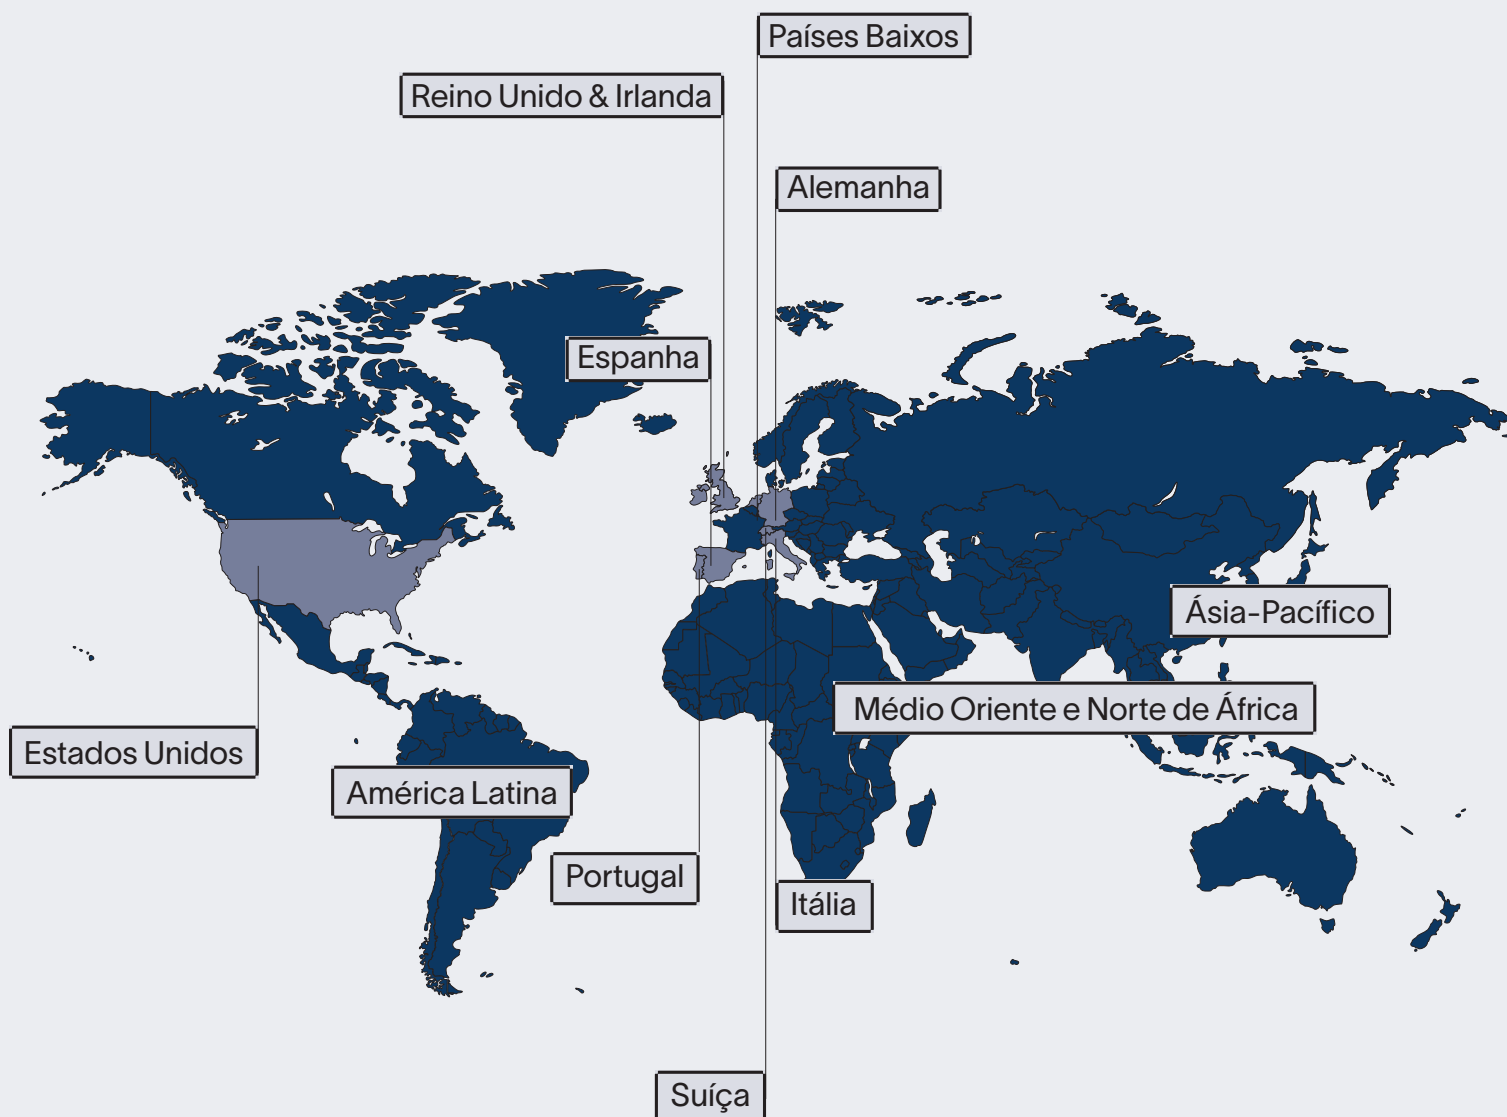 Países Baixos
Reino Unido & Irlanda
Alemanha
Espanha
Ásia-Pacífico
Médio Oriente e Norte de África
Estados Unidos
América Latina
Portugal
Itália
Suíça